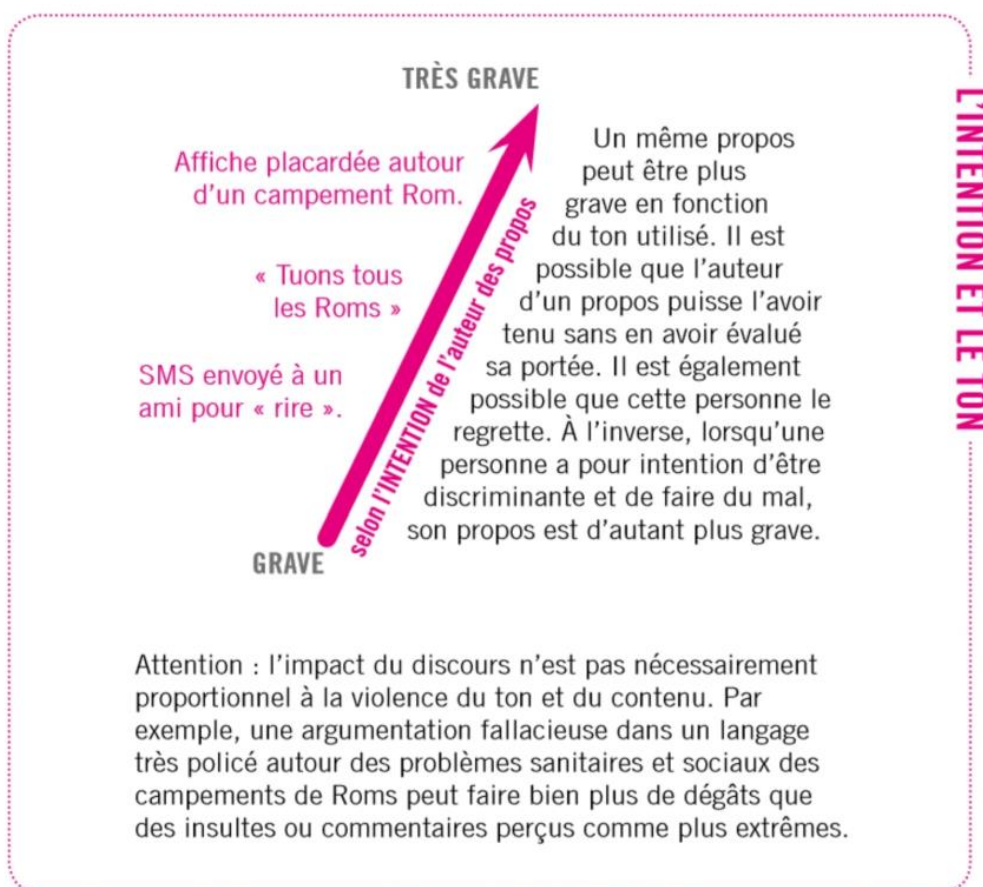 TRÈS GRAVE
Affiche placardée autour
d'un campement Rom.
« Tuons tous
les Roms »
SMS envoyé à un
ami pour « rire ».
GRAVE
selon l'INTENTION de l'auteur des propos
Un même propos
peut être plus
grave en fonction
du ton utilisé. Il est
possible que l'auteur
d'un propos puisse l'avoir
tenu sans en avoir évalué
sa portée. Il est également
possible que cette personne le
regrette. À l'inverse, lorsqu'une
personne a pour intention d'être
discriminante et de faire du mal,
son propos est d'autant plus grave.
L'INTENTION ET LE TON
Attention : l'impact du discours n'est pas nécessairement
proportionnel à la violence du ton et du contenu. Par
exemple, une argumentation fallacieuse dans un langage
très policé autour des problèmes sanitaires et sociaux des
campements de Roms peut faire bien plus de dégâts que
des insultes ou commentaires perçus comme plus extrêmes.